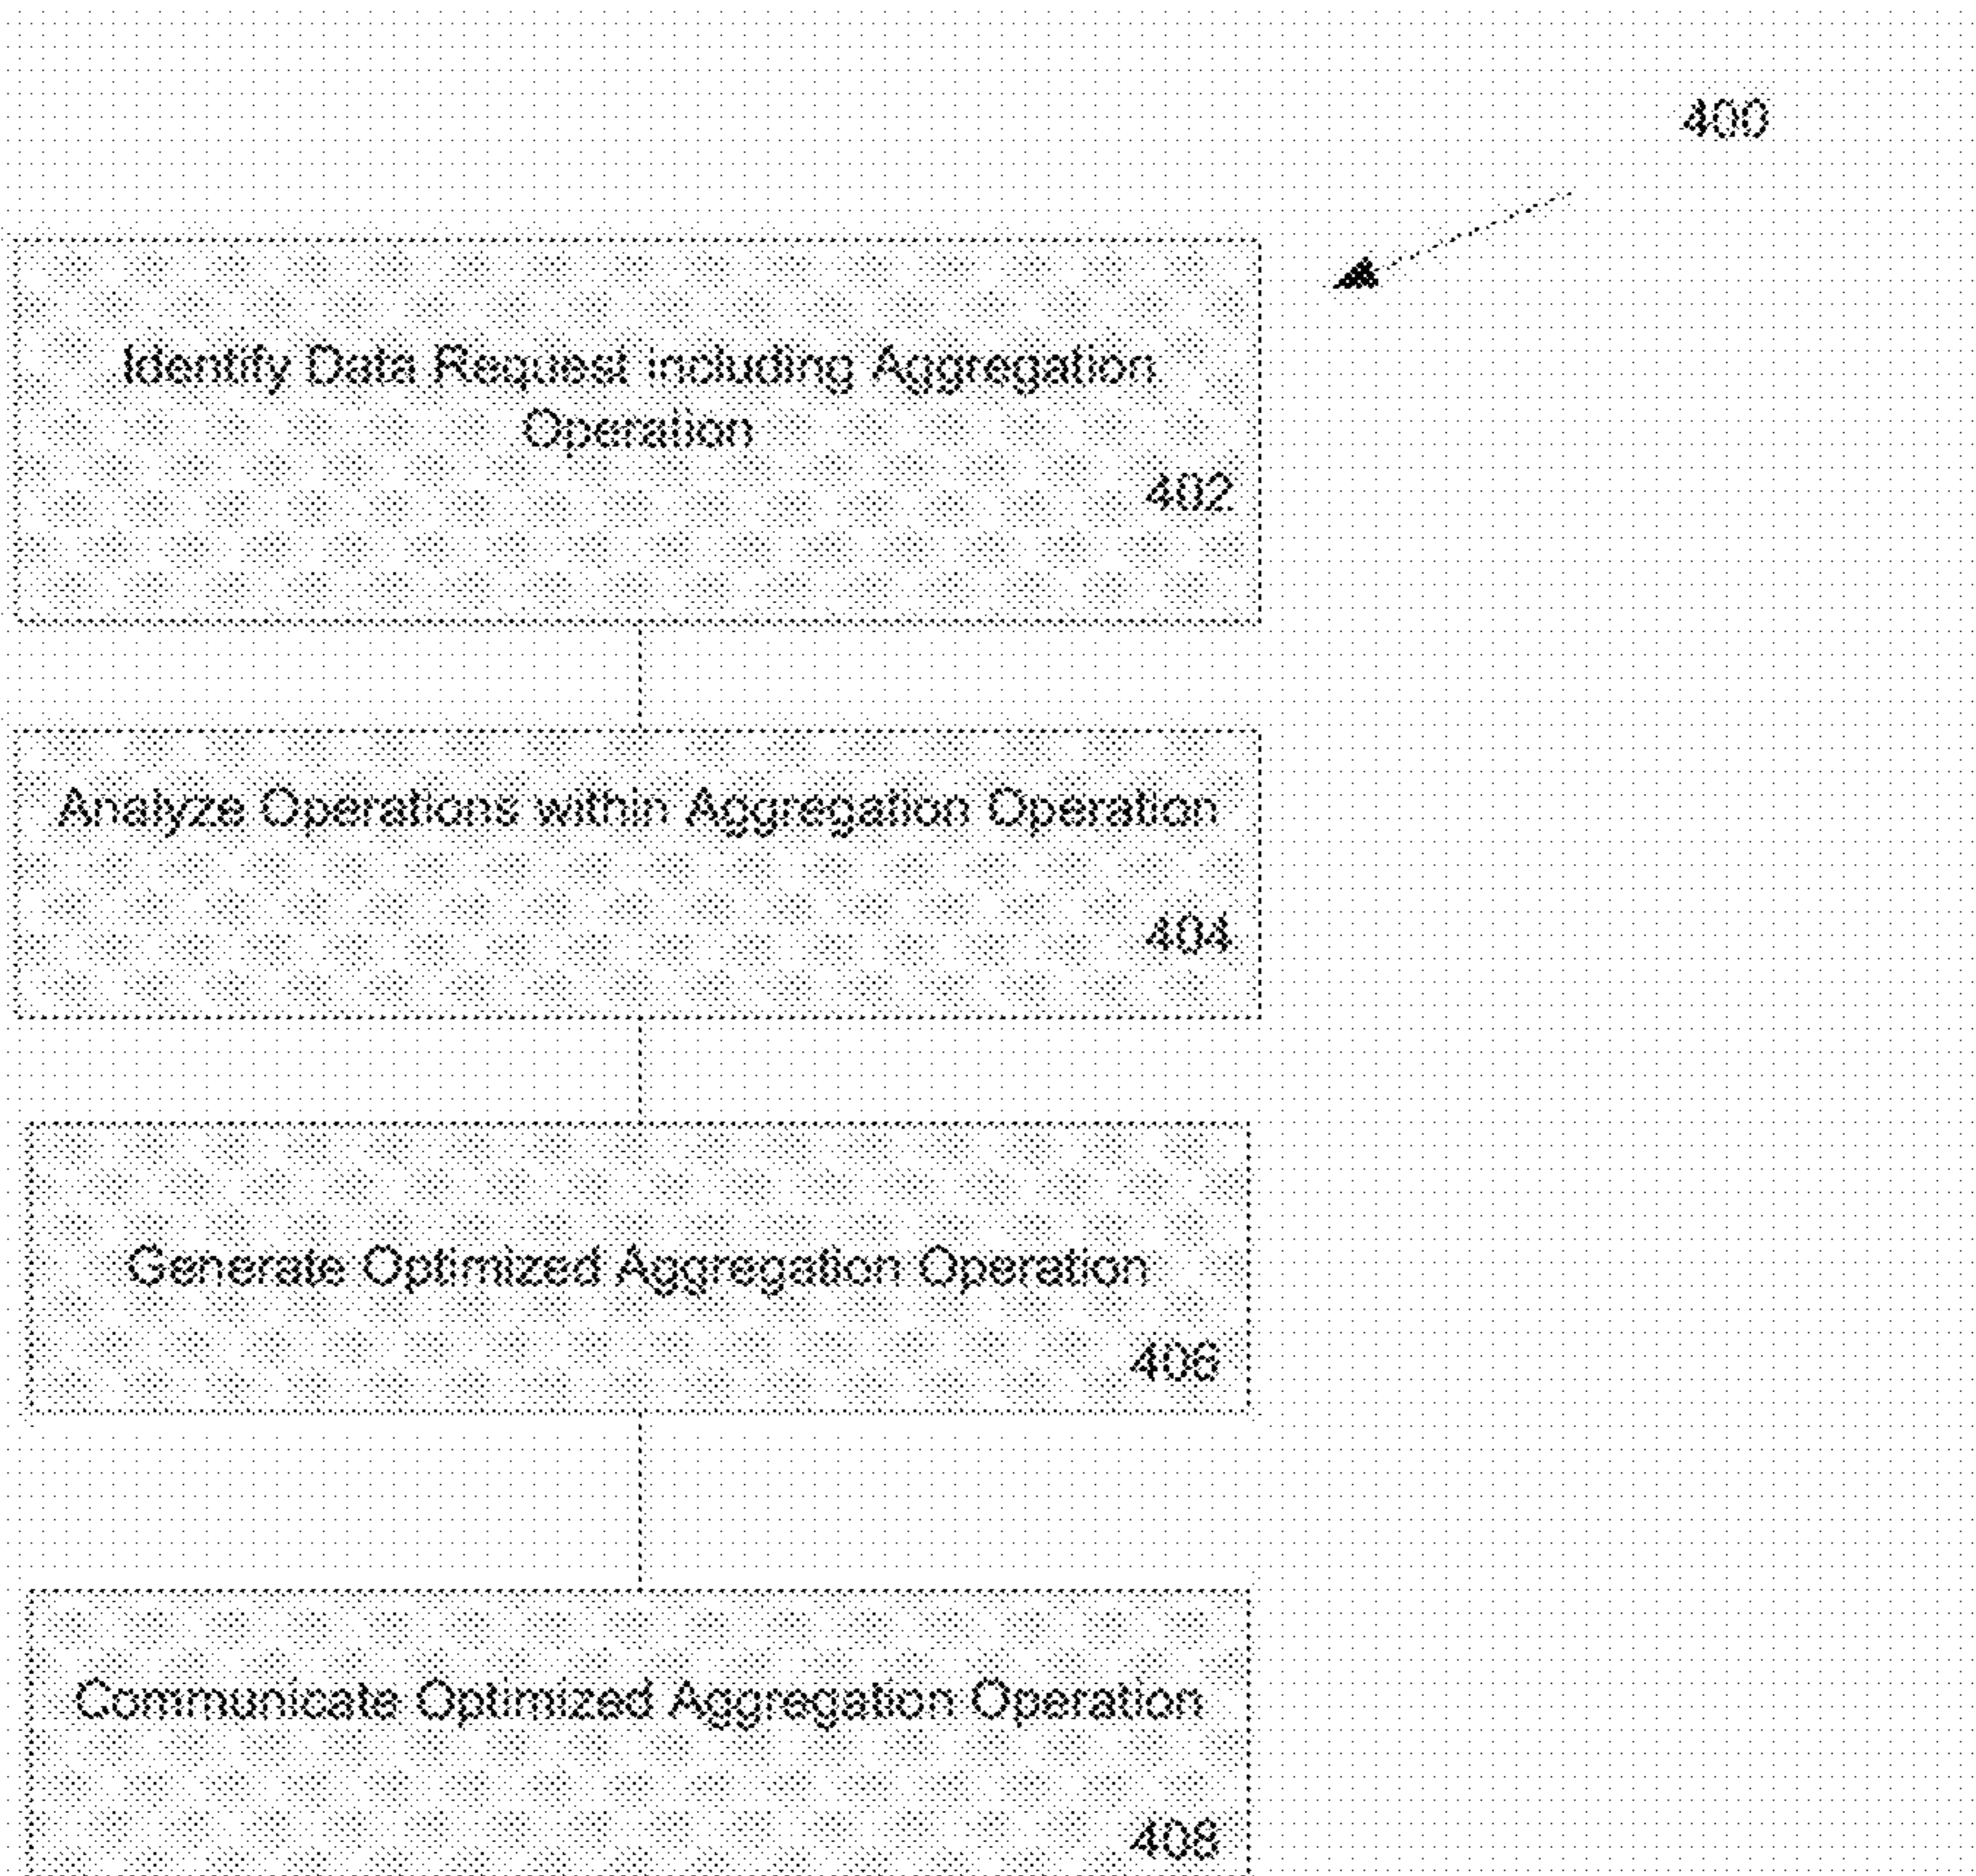 400
Identify Data Request including Aggregation
Operation
402
Analyze Operations within Aggregation Operation
404
Generate Optimized Aggregation Operation
406
Communicate Optimized Aggregation Operation
408